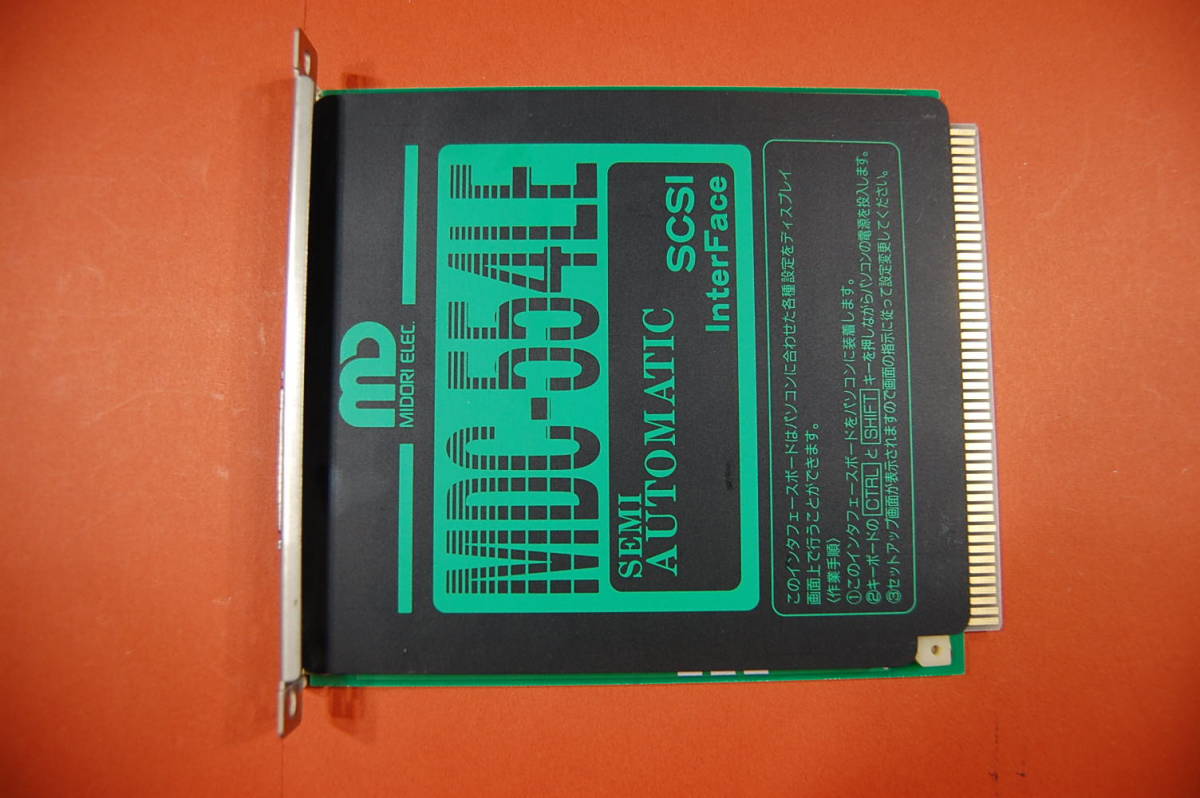 MD
MIDORI ELEC.
MDC-554LF
SEMI
AUTOMATIC
SCSI
InterFace
このインタフェースボードはパソコンに合わせた各種設定をディスプレイ
画面上で行うことができます。
〈作業手順〉
①このインタフェースボードをパソコンに装着します。
②キーボードの CTRL と SHIFT キーを押しながらパソコンの電源を投入します。
③セットアップ画面が表示されますので画面の指示に従って設定変更してください。